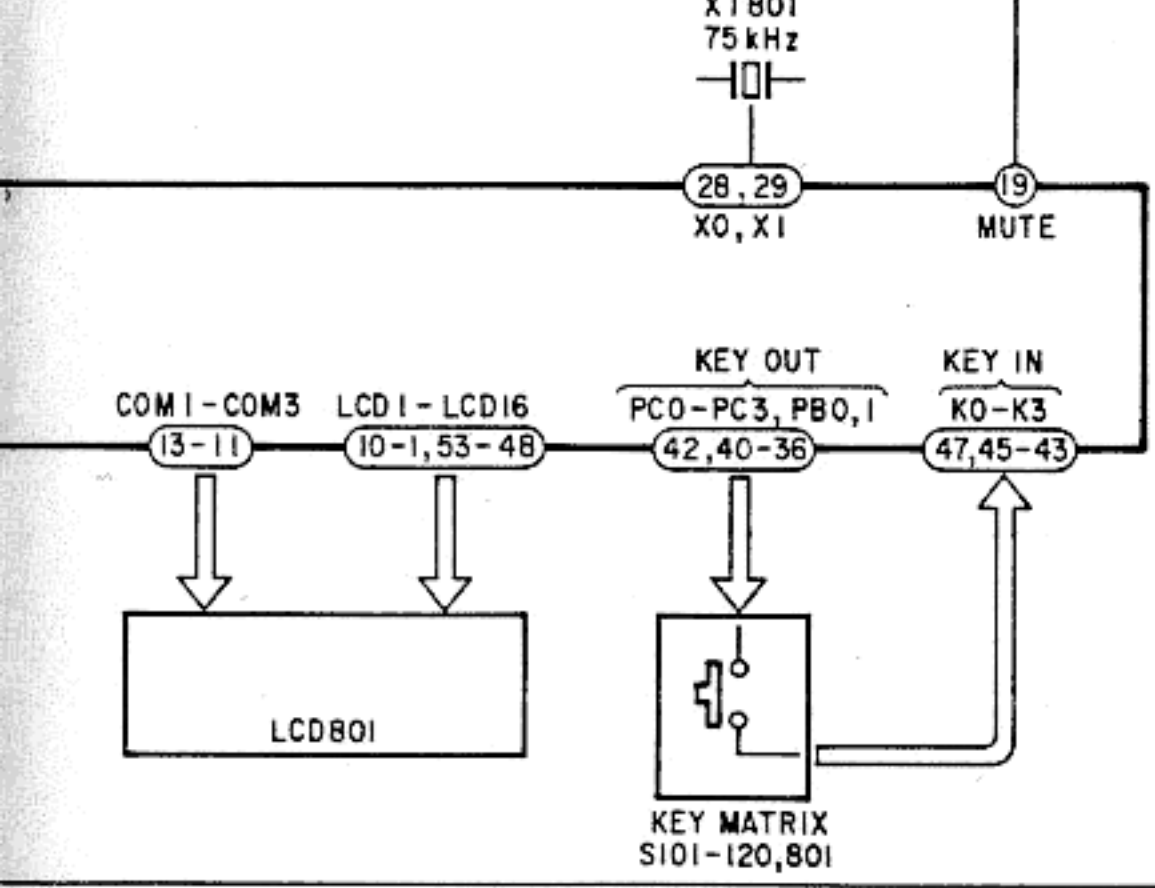 XT801
75kHz
28, 29
19
X0, X1
MUTE
KEY OUT
KEY IN
COM1-COM3
LCD1-LCD16
PC0-PC3, PB0,1
K0-K3
13-11
10-1,53-48
42,40-36
47,45-43
LCD801
KEY MATRIX
S101-120,801